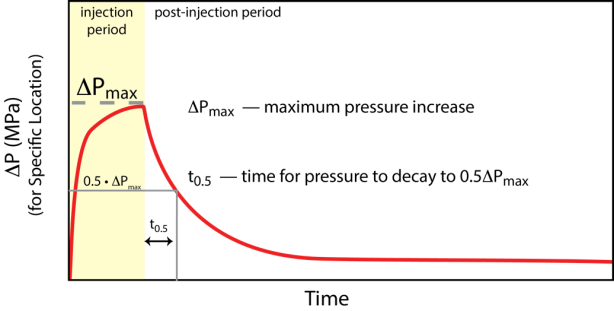 injection period
post-injection period
ΔPmax
ΔPmax — maximum pressure increase
t0.5 — time for pressure to decay to 0.5ΔPmax
0.5 • ΔPmax
t0.5
ΔP (MPa)
(for Specific Location)
Time